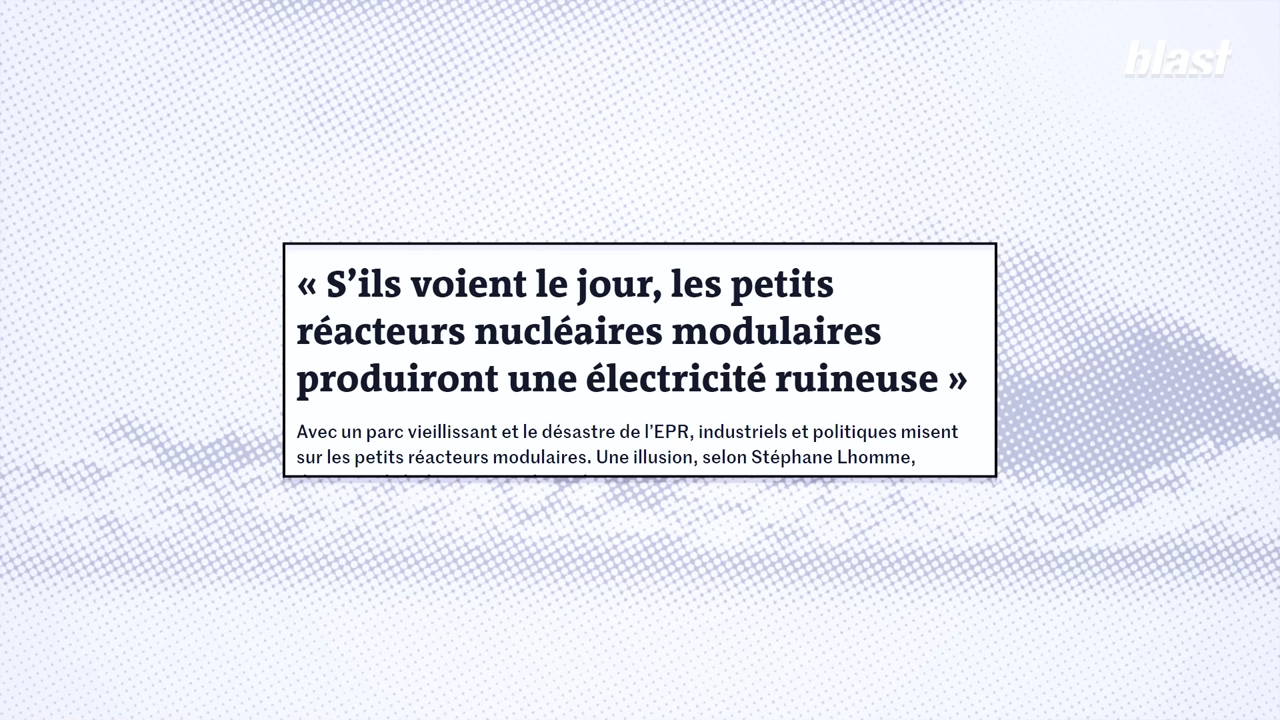 blast
« S’ils voient le jour, les petits
réacteurs nucléaires modulaires
produiront une électricité ruineuse »
Avec un parc vieillissant et le désastre de l’EPR, industriels et politiques misent
sur les petits réacteurs modulaires. Une illusion, selon Stéphane Lhomme,